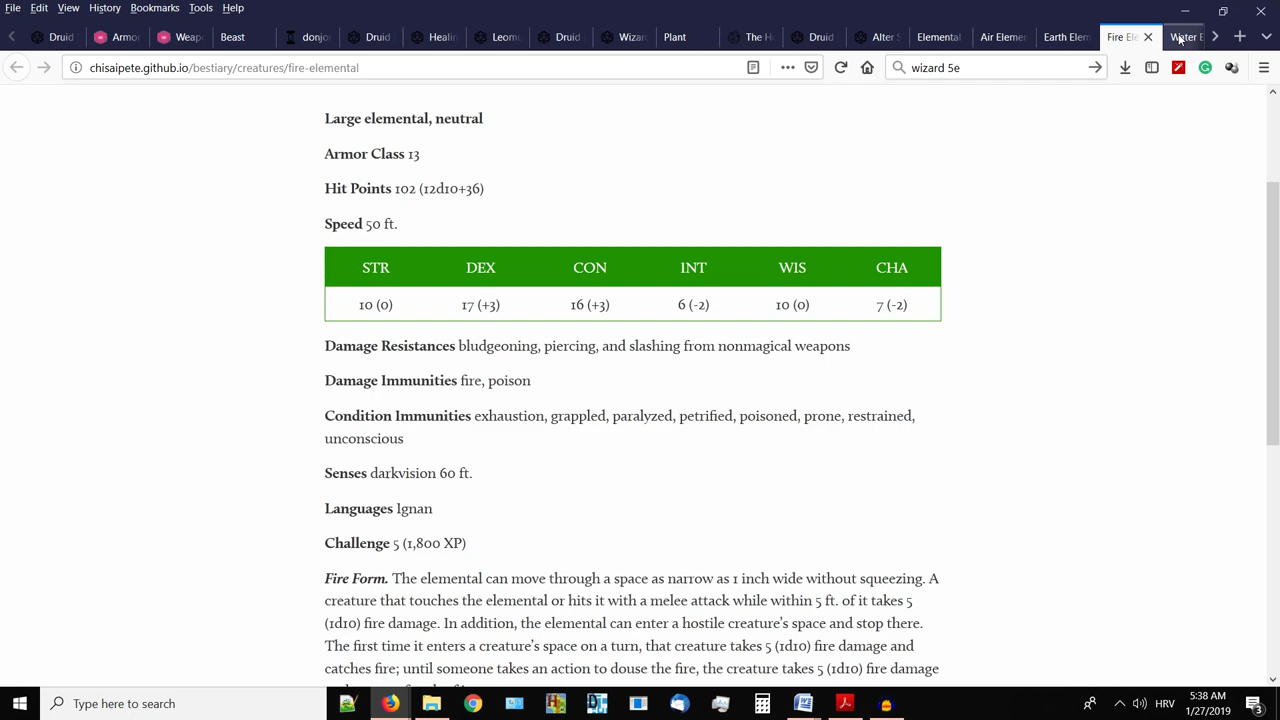 File Edit View History Bookmarks Tools Help
Druid Armor Weap Beast donjo Druid Healin Leom Druid Wizar Plant The H Druid Alter S Elemental Air Eleme Earth Elem Fire Ele Water E
chisaipete.github.io/bestiary/creatures/fire-elemental wizard 5e
Large elemental, neutral
Armor Class 13
Hit Points 102 (12d10+36)
Speed 50 ft.
STR DEX CON INT WIS CHA
10 (0) 17 (+3) 16 (+3) 6 (-2) 10 (0) 7 (-2)
Damage Resistances bludgeoning, piercing, and slashing from nonmagical weapons
Damage Immunities fire, poison
Condition Immunities exhaustion, grappled, paralyzed, petrified, poisoned, prone, restrained,
unconscious
Senses darkvision 60 ft.
Languages Ignan
Challenge 5 (1,800 XP)
Fire Form. The elemental can move through a space as narrow as 1 inch wide without squeezing. A
creature that touches the elemental or hits it with a melee attack while within 5 ft. of it takes 5
(1d10) fire damage. In addition, the elemental can enter a hostile creature's space and stop there.
The first time it enters a creature's space on a turn, that creature takes 5 (1d10) fire damage and
catches fire; until someone takes an action to douse the fire, the creature takes 5 (1d10) fire damage
Type here to search
HRV
5:38 AM
1/27/2019
3